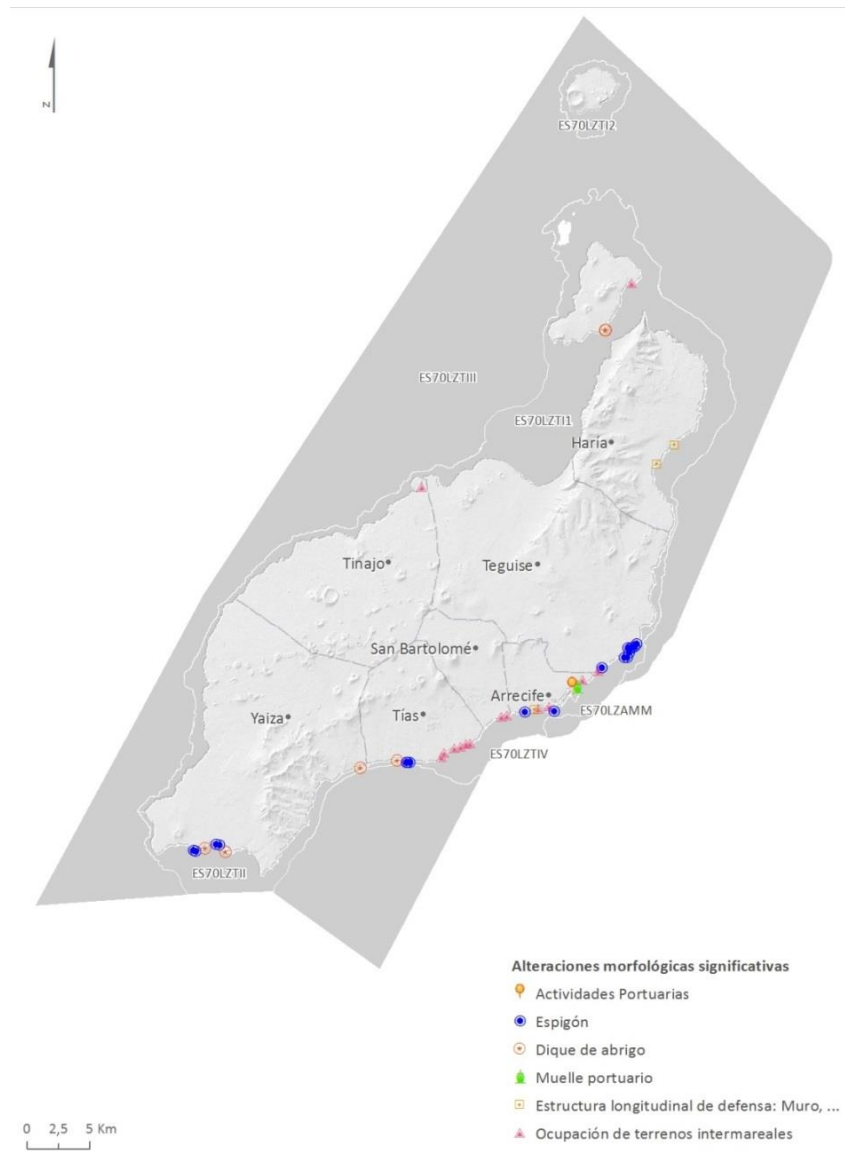 N
ES70LZTI2
ES70LZTIII
ES70LZTI1
Haría
Tinajo
Teguise
San Bartolomé
Arrecife
Yaiza
Tías
ES70LZAMM
ES70LZTIV
ES70LZTII
Alteraciones morfológicas significativas
Actividades Portuarias
Espigón
Dique de abrigo
Muelle portuario
Estructura longitudinal de defensa: Muro, ...
Ocupación de terrenos intermareales
0 2,5 5 Km